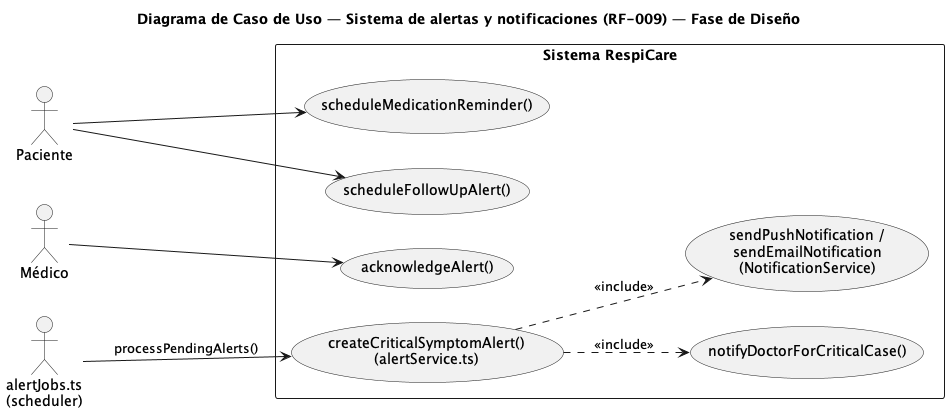 Diagrama de Caso de Uso — Sistema de alertas y notificaciones (RF-009) — Fase de Diseño
Sistema RespiCare
Paciente
scheduleMedicationReminder()
scheduleFollowUpAlert()
Médico
acknowledgeAlert()
sendPushNotification /
sendEmailNotification
(NotificationService)
«include»
alertJobs.ts
(scheduler)
processPendingAlerts()
createCriticalSymptomAlert()
(alertService.ts)
«include»
notifyDoctorForCriticalCase()